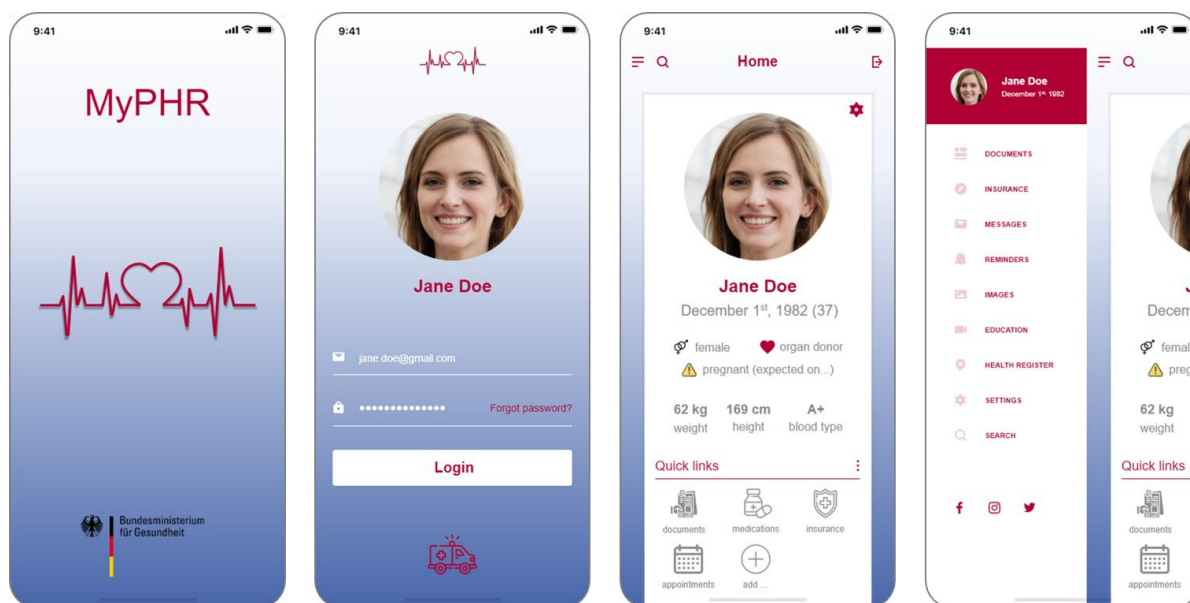 9:41
MyPHR
Bundesministerium
für Gesundheit
9:41
Jane Doe
jane.doe@gmail.com
Forgot password?
Login
9:41
Home
Jane Doe
December 1st, 1982 (37)
female
organ donor
pregnant (expected on...)
62 kg 169 cm A+
weight height blood type
Quick links
documents medications insurance
appointments add ...
9:41
Jane Doe
December 1st, 1982
DOCUMENTS
INSURANCE
MESSAGES
REMINDERS
IMAGES
EDUCATION
HEALTH REGISTER
SETTINGS
SEARCH
J
Decem
femal
preg
62 kg
weight
Quick links
documents
appointments